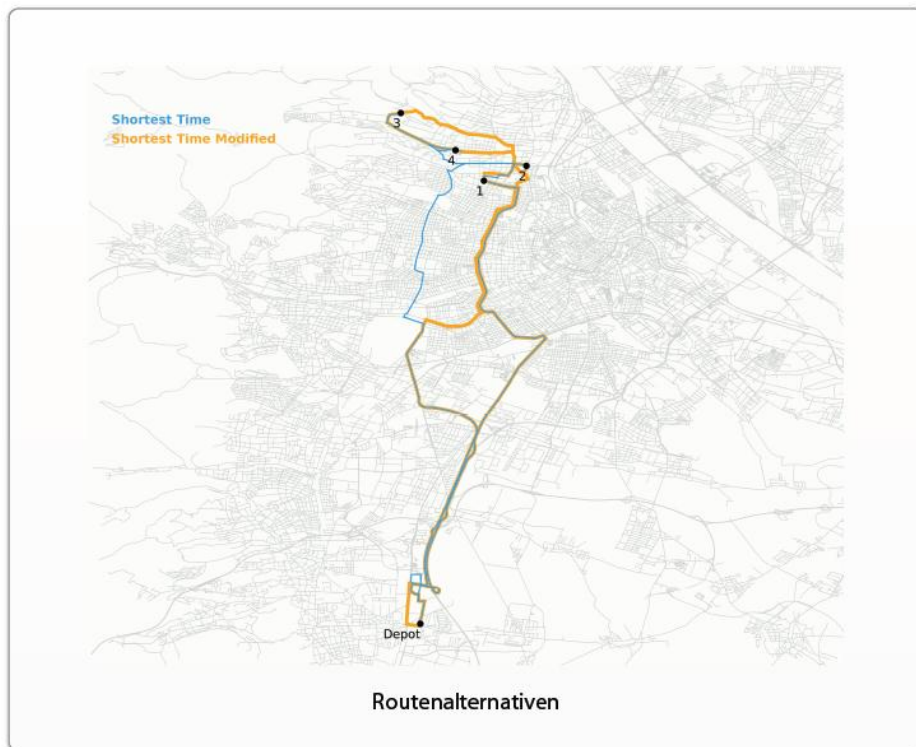 Shortest Time
Shortest Time Modified
3
4
2
1
Depot
Routenalternativen